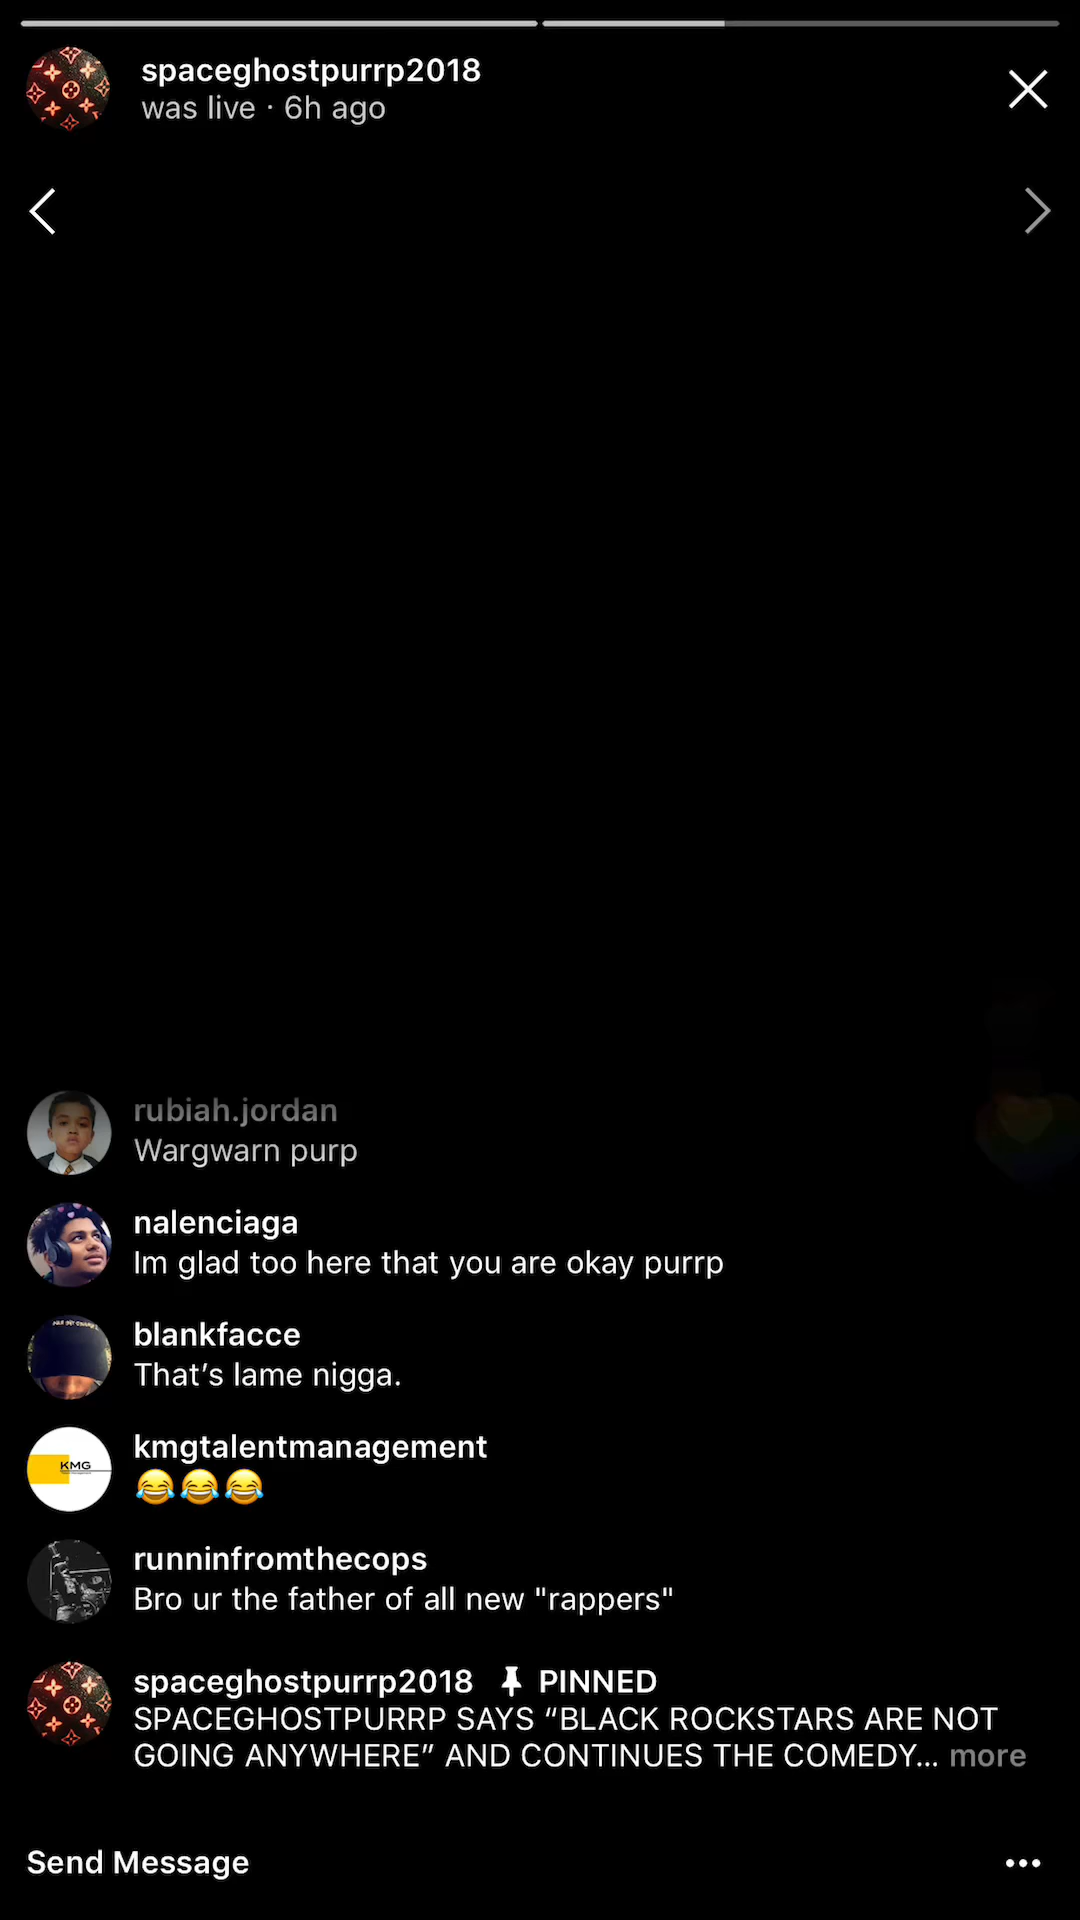 spaceghostpurrp2018
was live · 6h ago
rubiah.jordan
Wargwarn purp
nalenciaga
Im glad too here that you are okay purrp
blankfacce
That’s lame nigga.
kmgtalentmanagement
KMG
😂😂😂
runninfromthecops
Bro ur the father of all new "rappers"
spaceghostpurrp2018 PINNED
SPACEGHOSTPURRP SAYS “BLACK ROCKSTARS ARE NOT
GOING ANYWHERE” AND CONTINUES THE COMEDY... more
Send Message